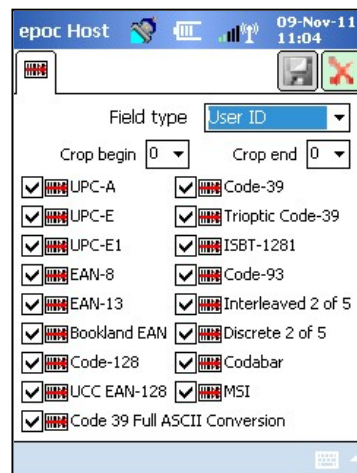 epoc Host 09-Nov-11
11:04
Field type User ID
Crop begin 0 Crop end 0
UPC-A Code-39
UPC-E Trioptic Code-39
UPC-E1 ISBT-1281
EAN-8 Code-93
EAN-13 Interleaved 2 of 5
Bookland EAN Discrete 2 of 5
Code-128 Codabar
UCC EAN-128 MSI
Code 39 Full ASCII Conversion